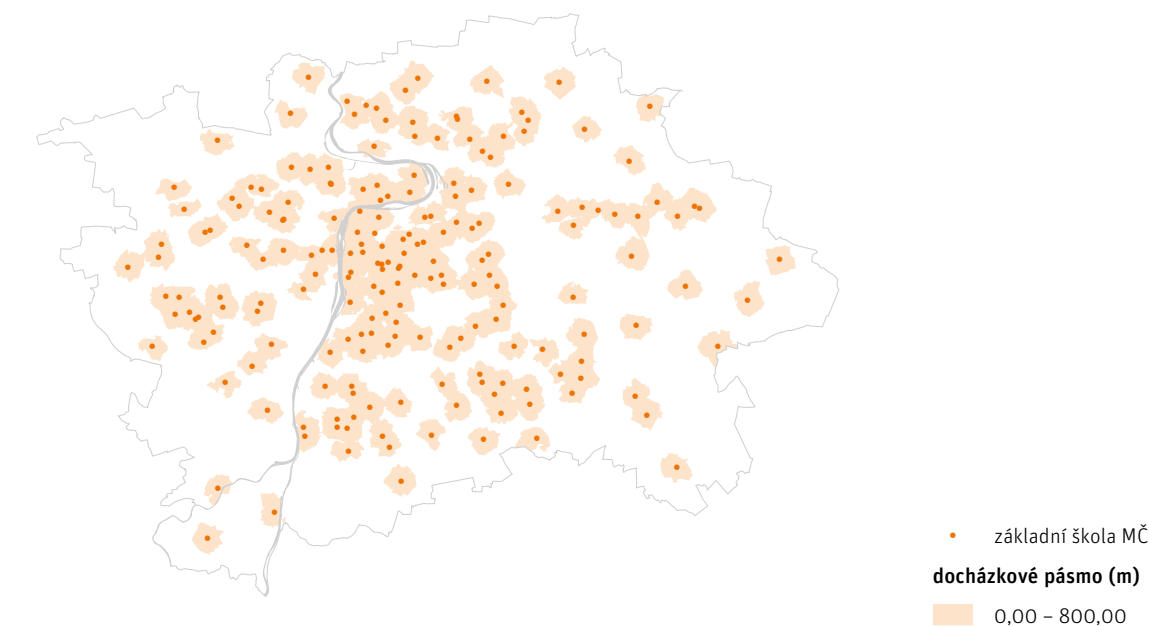 základní škola MČ
docházkové pásmo (m)
0,00 – 800,00